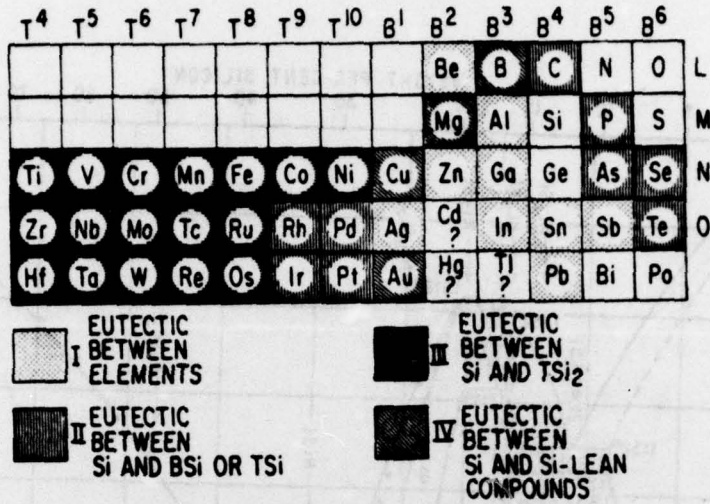 T4 T5 T6 T7 T8 T9 T10 B1 B2 B3 B4 B5 B6
Be B C N O L
Mg Al Si P S M
Ti V Cr Mn Fe Co Ni Cu Zn Ga Ge As Se N
Zr Nb Mo Tc Ru Rh Pd Ag Cd ? In Sn Sb Te O
Hf Ta W Re Os Ir Pt Au Hg ? Tl ? Pb Bi Po
I EUTECTIC
BETWEEN
ELEMENTS
II EUTECTIC
BETWEEN
Si AND BSi OR TSi
III EUTECTIC
BETWEEN
Si AND TSi2
IV EUTECTIC
BETWEEN
Si AND Si-LEAN
COMPOUNDS